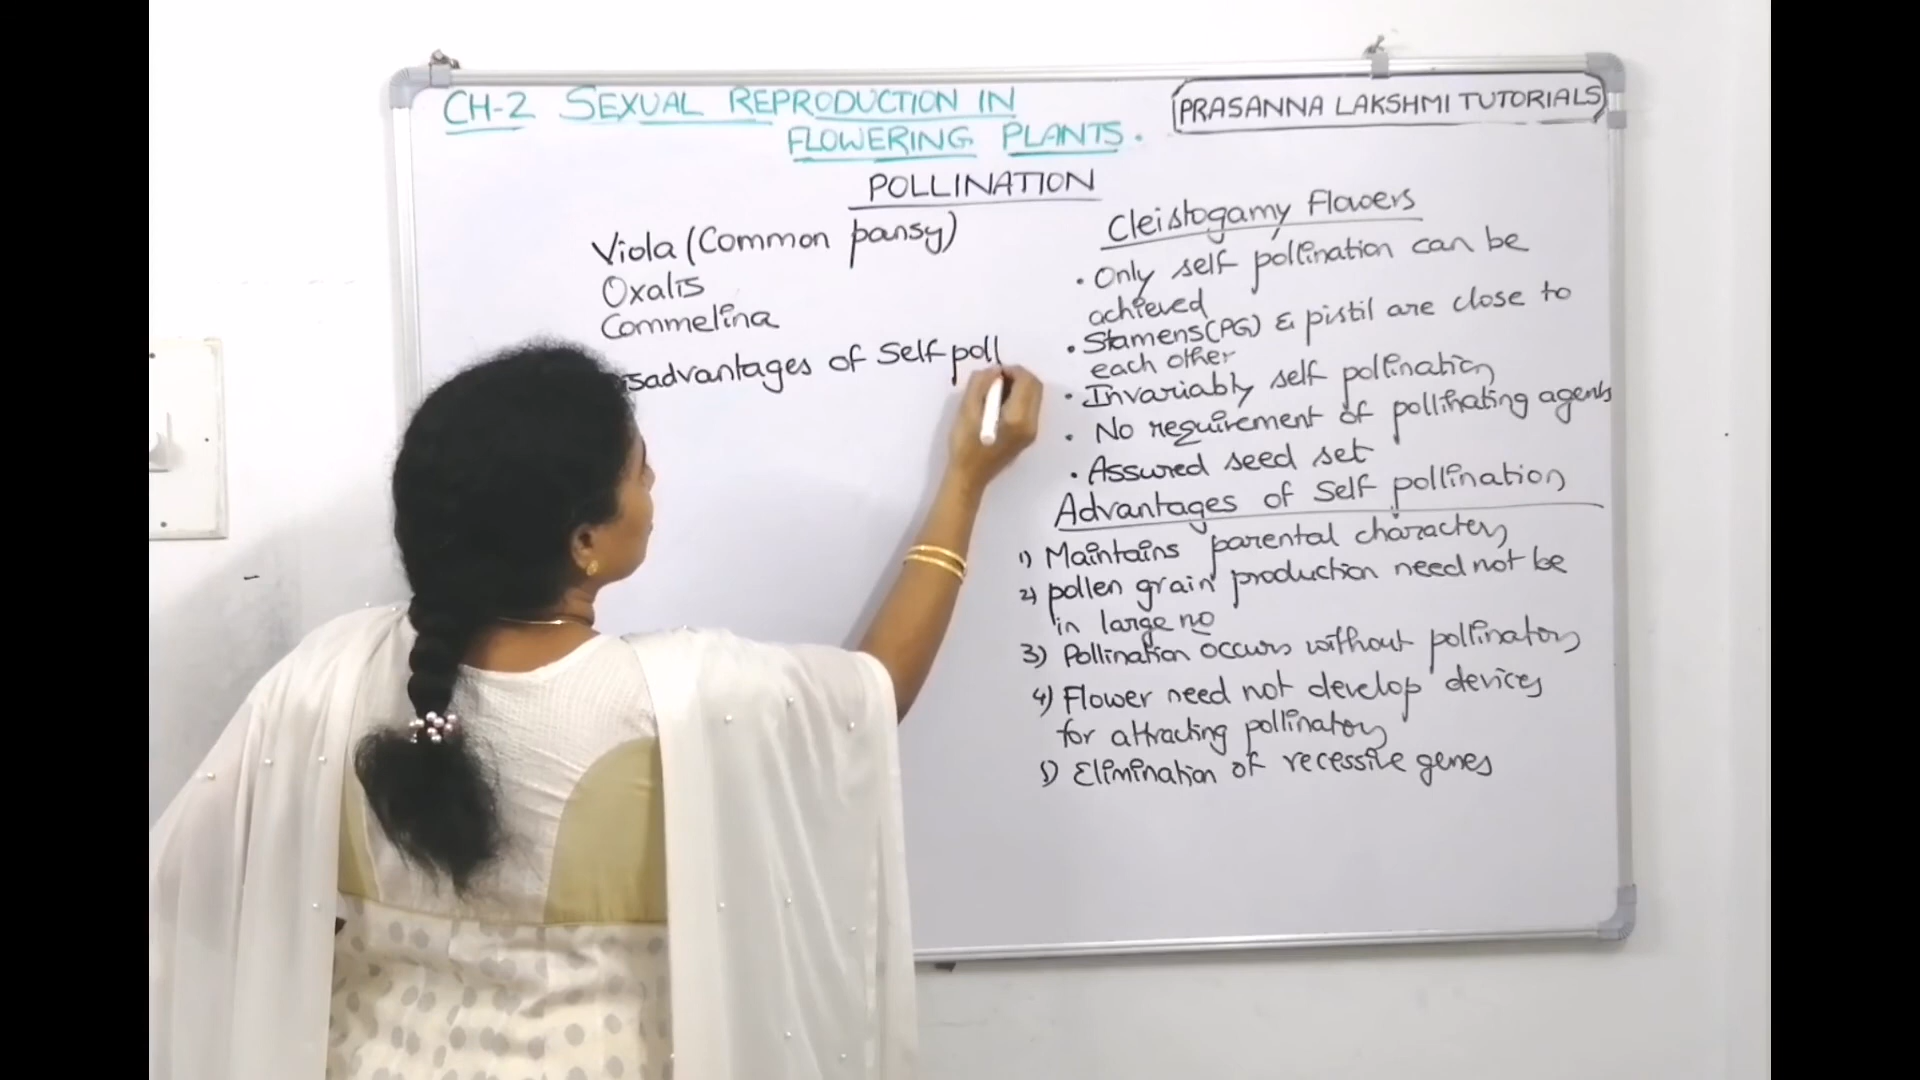 CH-2 SEXUAL REPRODUCTION IN
FLOWERING PLANTS.
PRASANNA LAKSHMI TUTORIALS
POLLINATION
Viola (Common pansy)
Oxalis
Commelina
isadvantages of Self poll
Cleistogamy Flowers
• Only self pollination can be
achieved
• Stamens(PG) & pistil are close to
each other
• Invariably self pollination
• No requirement of pollinating agents
• Assured seed set
Advantages of Self pollination
1) Maintains parental characters
2) pollen grain production need not be
in large no
3) Pollination occurs without pollinators
4) Flower need not develop devices
for attracting pollinators
5) Elimination of recessive genes